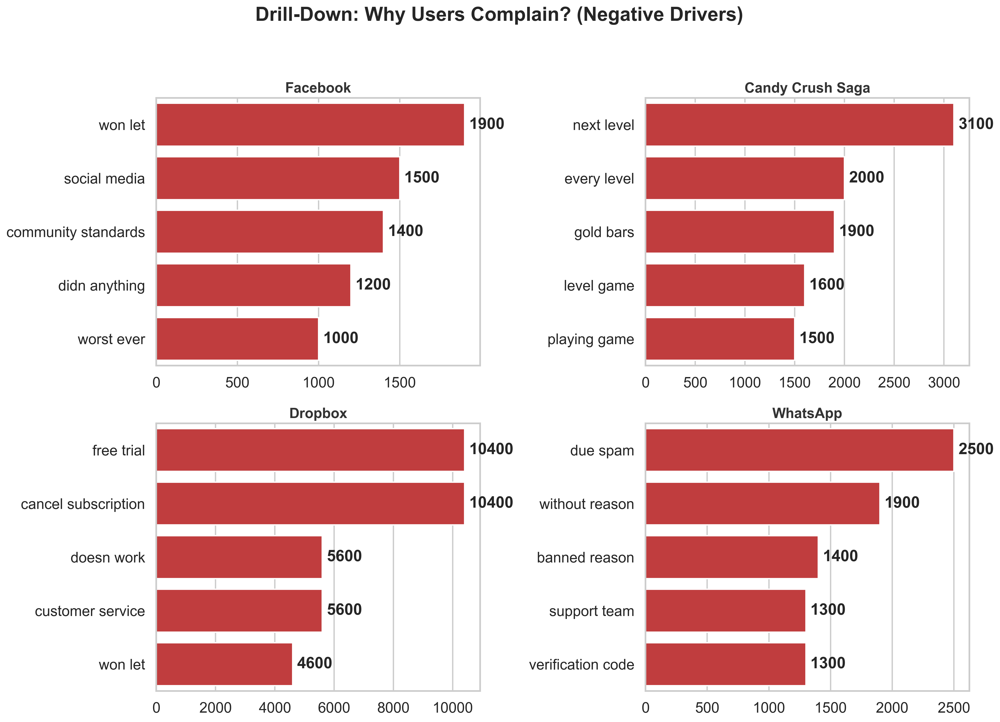 Drill-Down: Why Users Complain? (Negative Drivers)
Facebook
won let
1900
social media
1500
community standards
1400
didn anything
1200
worst ever
1000
0 500 1000 1500
Candy Crush Saga
next level
3100
every level
2000
gold bars
1900
level game
1600
playing game
1500
0 500 1000 1500 2000 2500 3000
Dropbox
free trial
10400
cancel subscription
10400
doesn work
5600
customer service
5600
won let
4600
0 2000 4000 6000 8000 10000
WhatsApp
due spam
2500
without reason
1900
banned reason
1400
support team
1300
verification code
1300
0 500 1000 1500 2000 2500